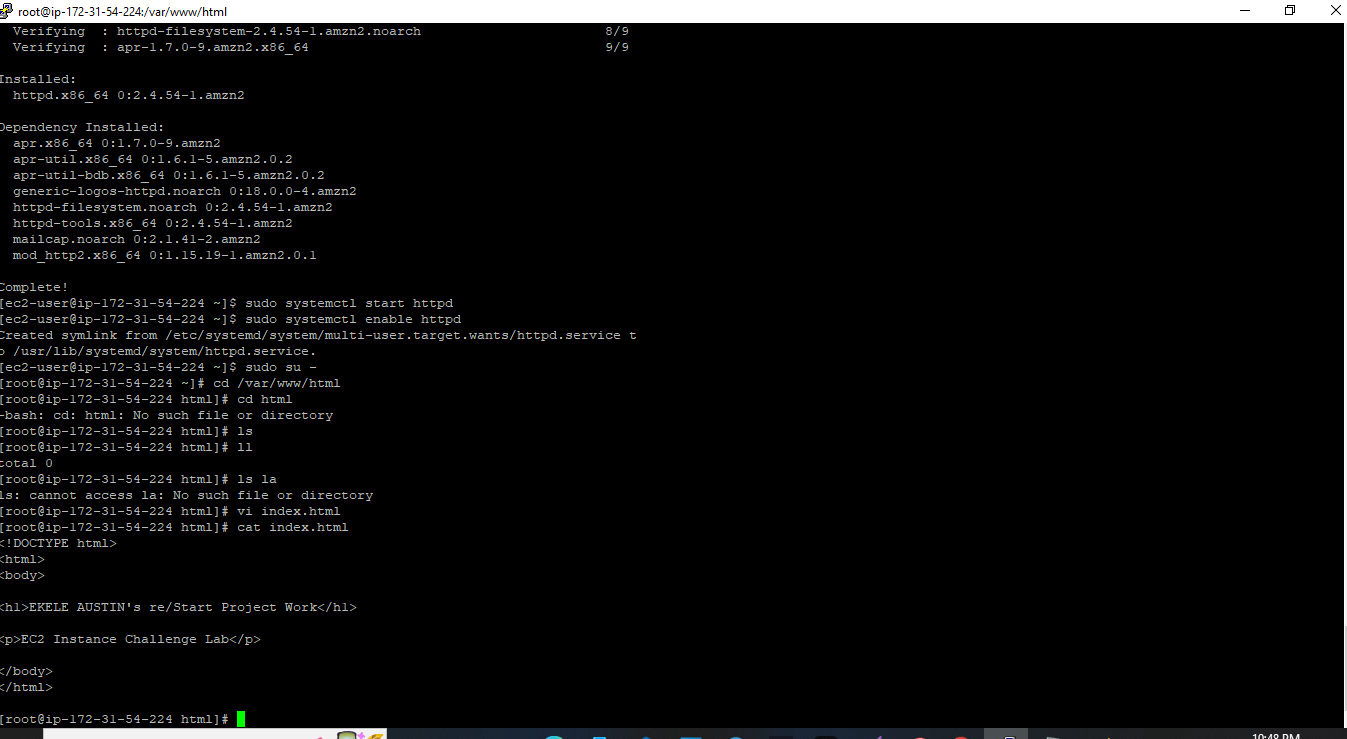 root@ip-172-31-54-224:/var/www/html
Verifying : httpd-filesystem-2.4.54-1.amzn2.noarch 8/9
Verifying : apr-1.7.0-9.amzn2.x86_64 9/9
Installed:
httpd.x86_64 0:2.4.54-1.amzn2
Dependency Installed:
apr.x86_64 0:1.7.0-9.amzn2
apr-util.x86_64 0:1.6.1-5.amzn2.0.2
apr-util-bdb.x86_64 0:1.6.1-5.amzn2.0.2
generic-logos-httpd.noarch 0:18.0.0-4.amzn2
httpd-filesystem.noarch 0:2.4.54-1.amzn2
httpd-tools.x86_64 0:2.4.54-1.amzn2
mailcap.noarch 0:2.1.41-2.amzn2
mod_http2.x86_64 0:1.15.19-1.amzn2.0.1
Complete!
[ec2-user@ip-172-31-54-224 ~]$ sudo systemctl start httpd
[ec2-user@ip-172-31-54-224 ~]$ sudo systemctl enable httpd
Created symlink from /etc/systemd/system/multi-user.target.wants/httpd.service t
o /usr/lib/systemd/system/httpd.service.
[ec2-user@ip-172-31-54-224 ~]$ sudo su -
[root@ip-172-31-54-224 ~]# cd /var/www/html
[root@ip-172-31-54-224 html]# cd html
-bash: cd: html: No such file or directory
[root@ip-172-31-54-224 html]# ls
[root@ip-172-31-54-224 html]# ll
total 0
[root@ip-172-31-54-224 html]# ls la
ls: cannot access la: No such file or directory
[root@ip-172-31-54-224 html]# vi index.html
[root@ip-172-31-54-224 html]# cat index.html
<!DOCTYPE html>
<html>
<body>
<h1>EKELE AUSTIN's re/Start Project Work</h1>
<p>EC2 Instance Challenge Lab</p>
</body>
</html>
[root@ip-172-31-54-224 html]#
10:48 PM